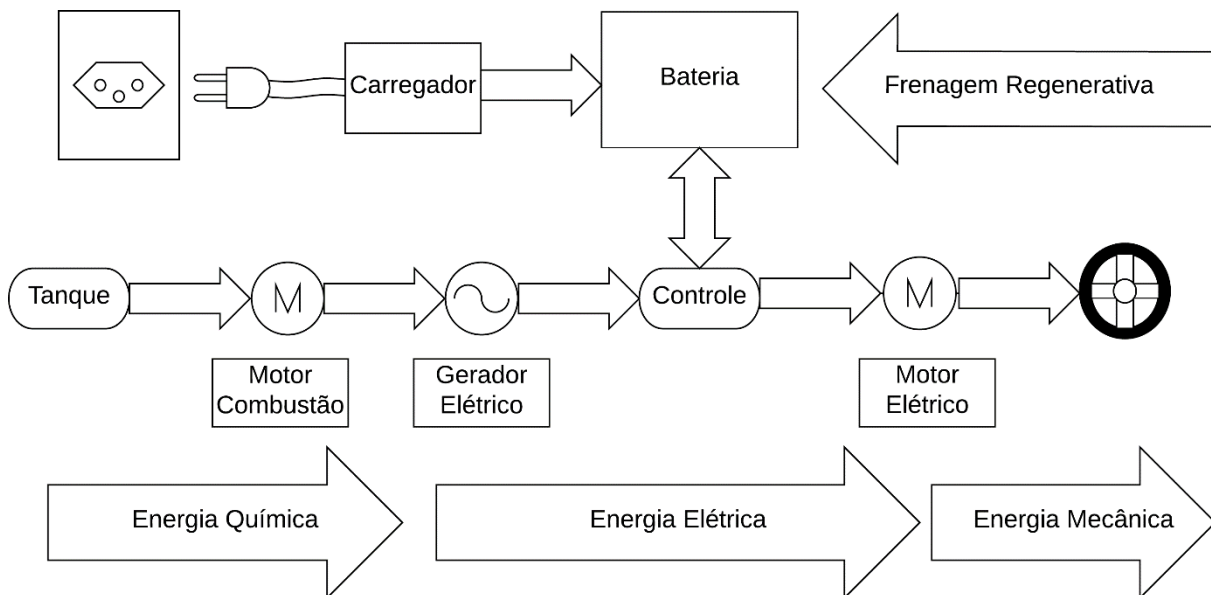 Carregador
Bateria
Frenagem Regenerativa
Tanque
M
Controle
M
Motor
Combustão
Gerador
Elétrico
Motor
Elétrico
Energia Química
Energia Elétrica
Energia Mecânica